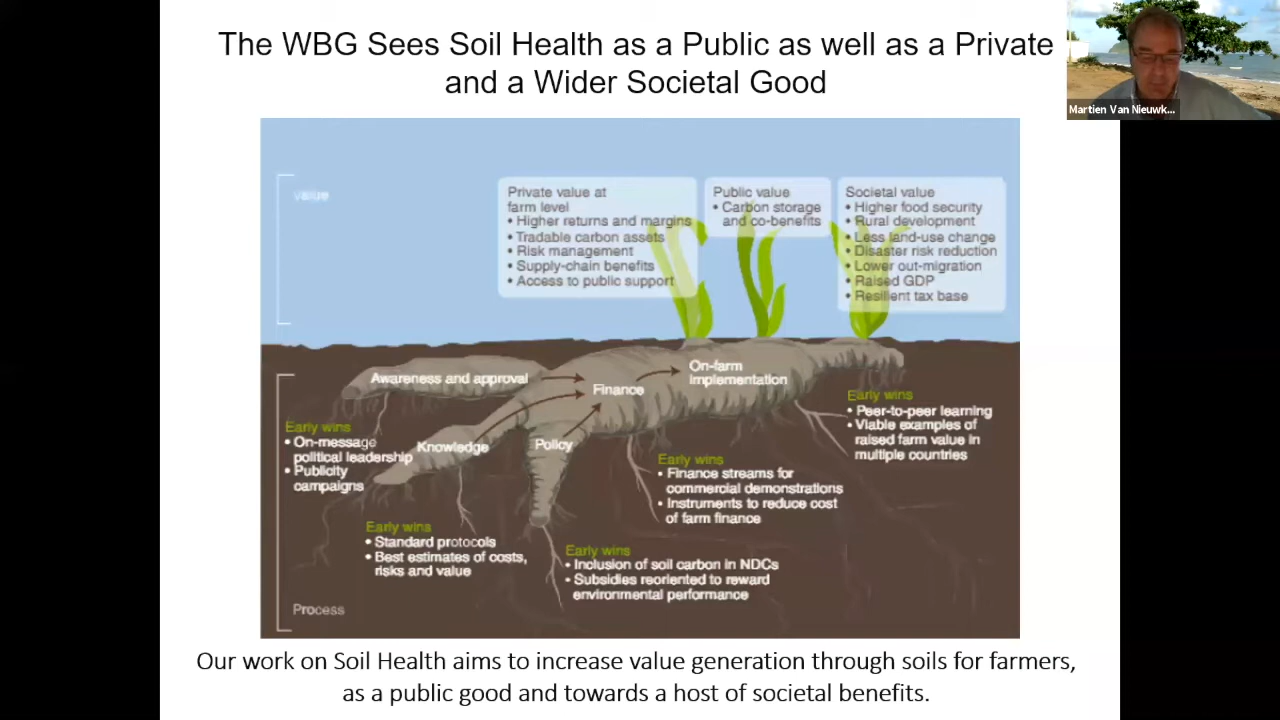 The WBG Sees Soil Health as a Public as well as a Private
and a Wider Societal Good
Martien Van Nieuwk...
value
Private value at
farm level
• Higher returns and margins
• Tradable carbon assets
• Risk management
• Supply-chain benefits
• Access to public support
Public value
• Carbon storage
and co-benefits
Societal value
• Higher food security
• Rural development
• Less land-use change
• Disaster risk reduction
• Lower out-migration
• Raised GDP
• Resilient tax base
Awareness and approval
Finance
On-farm
implementation
Knowledge
Policy
Early wins
• On-message
political leadership
• Publicity
campaigns
Early wins
• Standard protocols
• Best estimates of costs,
risks and value
Early wins
• Inclusion of soil carbon in NDCs
• Subsidies reoriented to reward
environmental performance
Early wins
• Finance streams for
commercial demonstrations
• Instruments to reduce cost
of farm finance
Early wins
• Peer-to-peer learning
• Viable examples of
raised farm value in
multiple countries
Process
Our work on Soil Health aims to increase value generation through soils for farmers,
as a public good and towards a host of societal benefits.